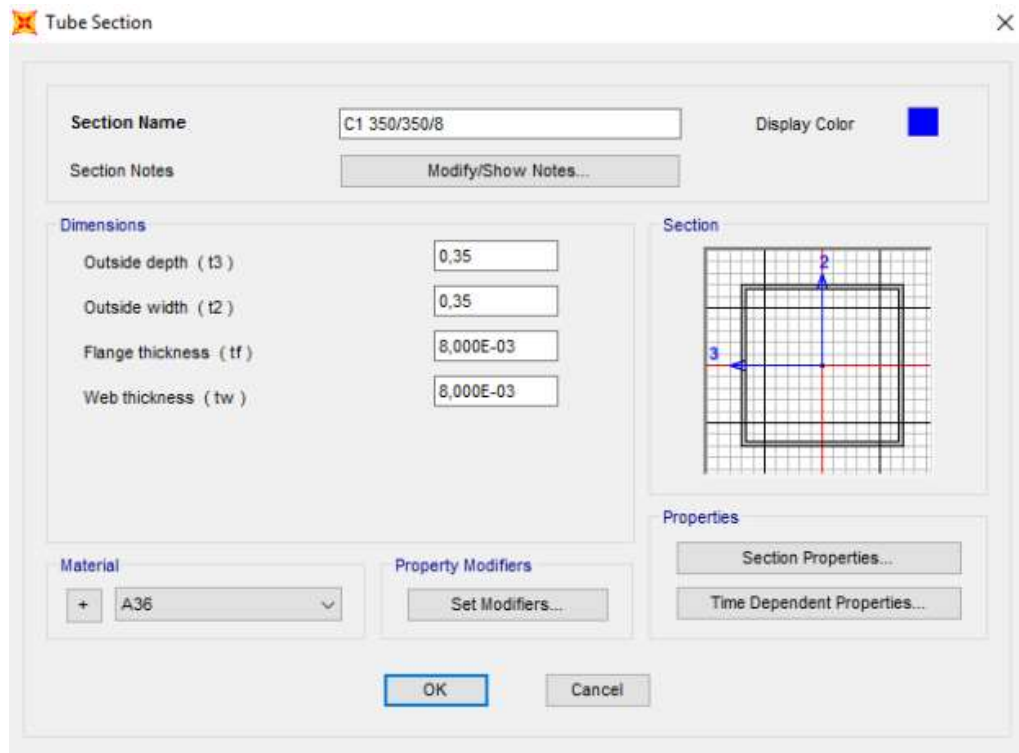 Tube Section
Section Name
C1 350/350/8
Display Color
Section Notes
Modify/Show Notes...
Dimensions
Outside depth ( t3 )
0,35
Outside width ( t2 )
0,35
Flange thickness ( tf )
8,000E-03
Web thickness ( tw )
8,000E-03
Section
2
3
Properties
Section Properties...
Time Dependent Properties...
Material
+
A36
Property Modifiers
Set Modifiers...
OK
Cancel